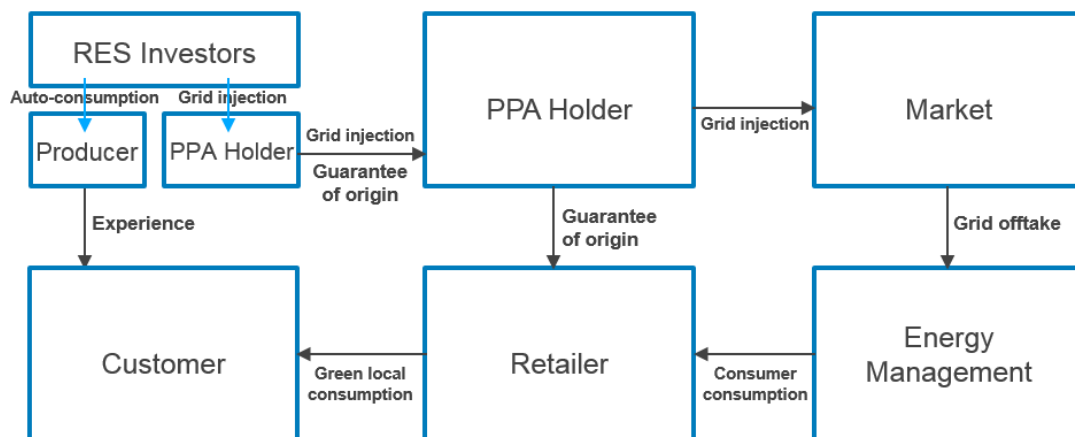 RES Investors
Auto-consumption
Grid injection
Producer
PPA Holder
Grid injection
Guarantee
of origin
PPA Holder
Grid injection
Market
Experience
Guarantee
of origin
Grid offtake
Customer
Green local
consumption
Retailer
Consumer
consumption
Energy
Management